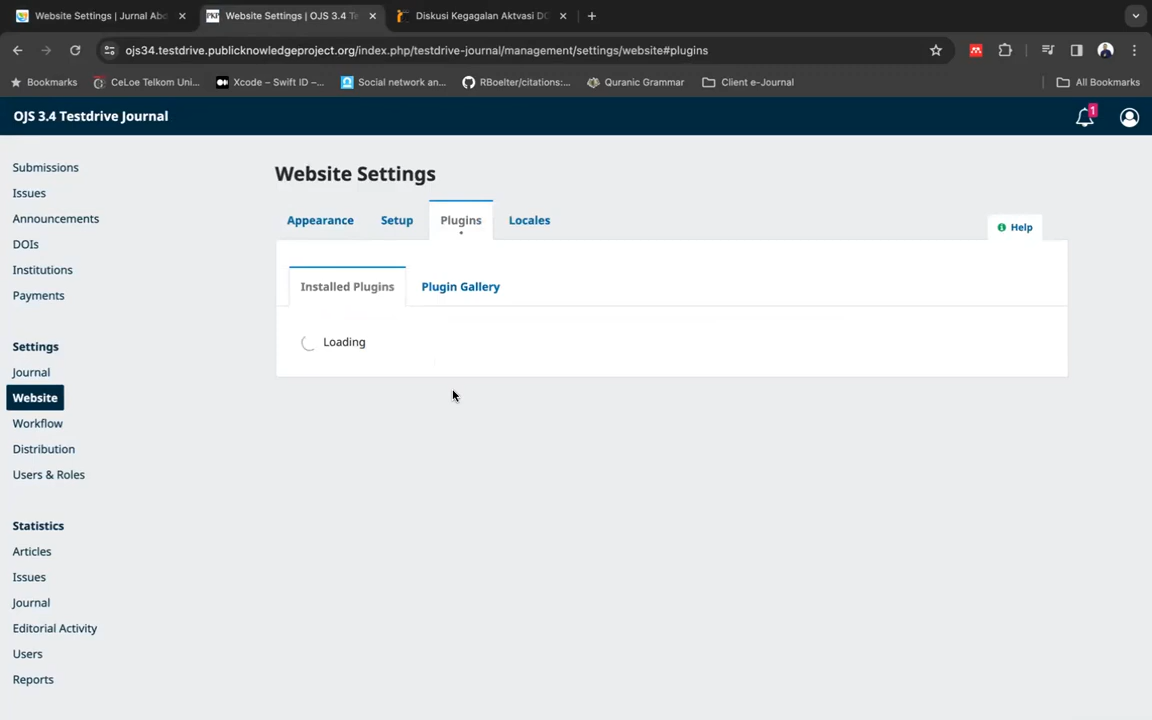 Website Settings | Jurnal Abd
Website Settings | OJS 3.4 Te
Diskusi Kegagalan Aktvasi DO
ojs34.testdrive.publicknowledgeproject.org/index.php/testdrive-journal/management/settings/website#plugins
Bookmarks
CeLoe Telkom Uni...
Xcode – Swift ID –...
Social network an...
RBoelter/citations:...
Quranic Grammar
Client e-Journal
All Bookmarks
OJS 3.4 Testdrive Journal
1
Submissions
Issues
Announcements
DOIs
Institutions
Payments
Settings
Journal
Website
Workflow
Distribution
Users & Roles
Statistics
Articles
Issues
Journal
Editorial Activity
Users
Reports
Website Settings
Appearance
Setup
Plugins
Locales
Help
Installed Plugins
Plugin Gallery
Loading